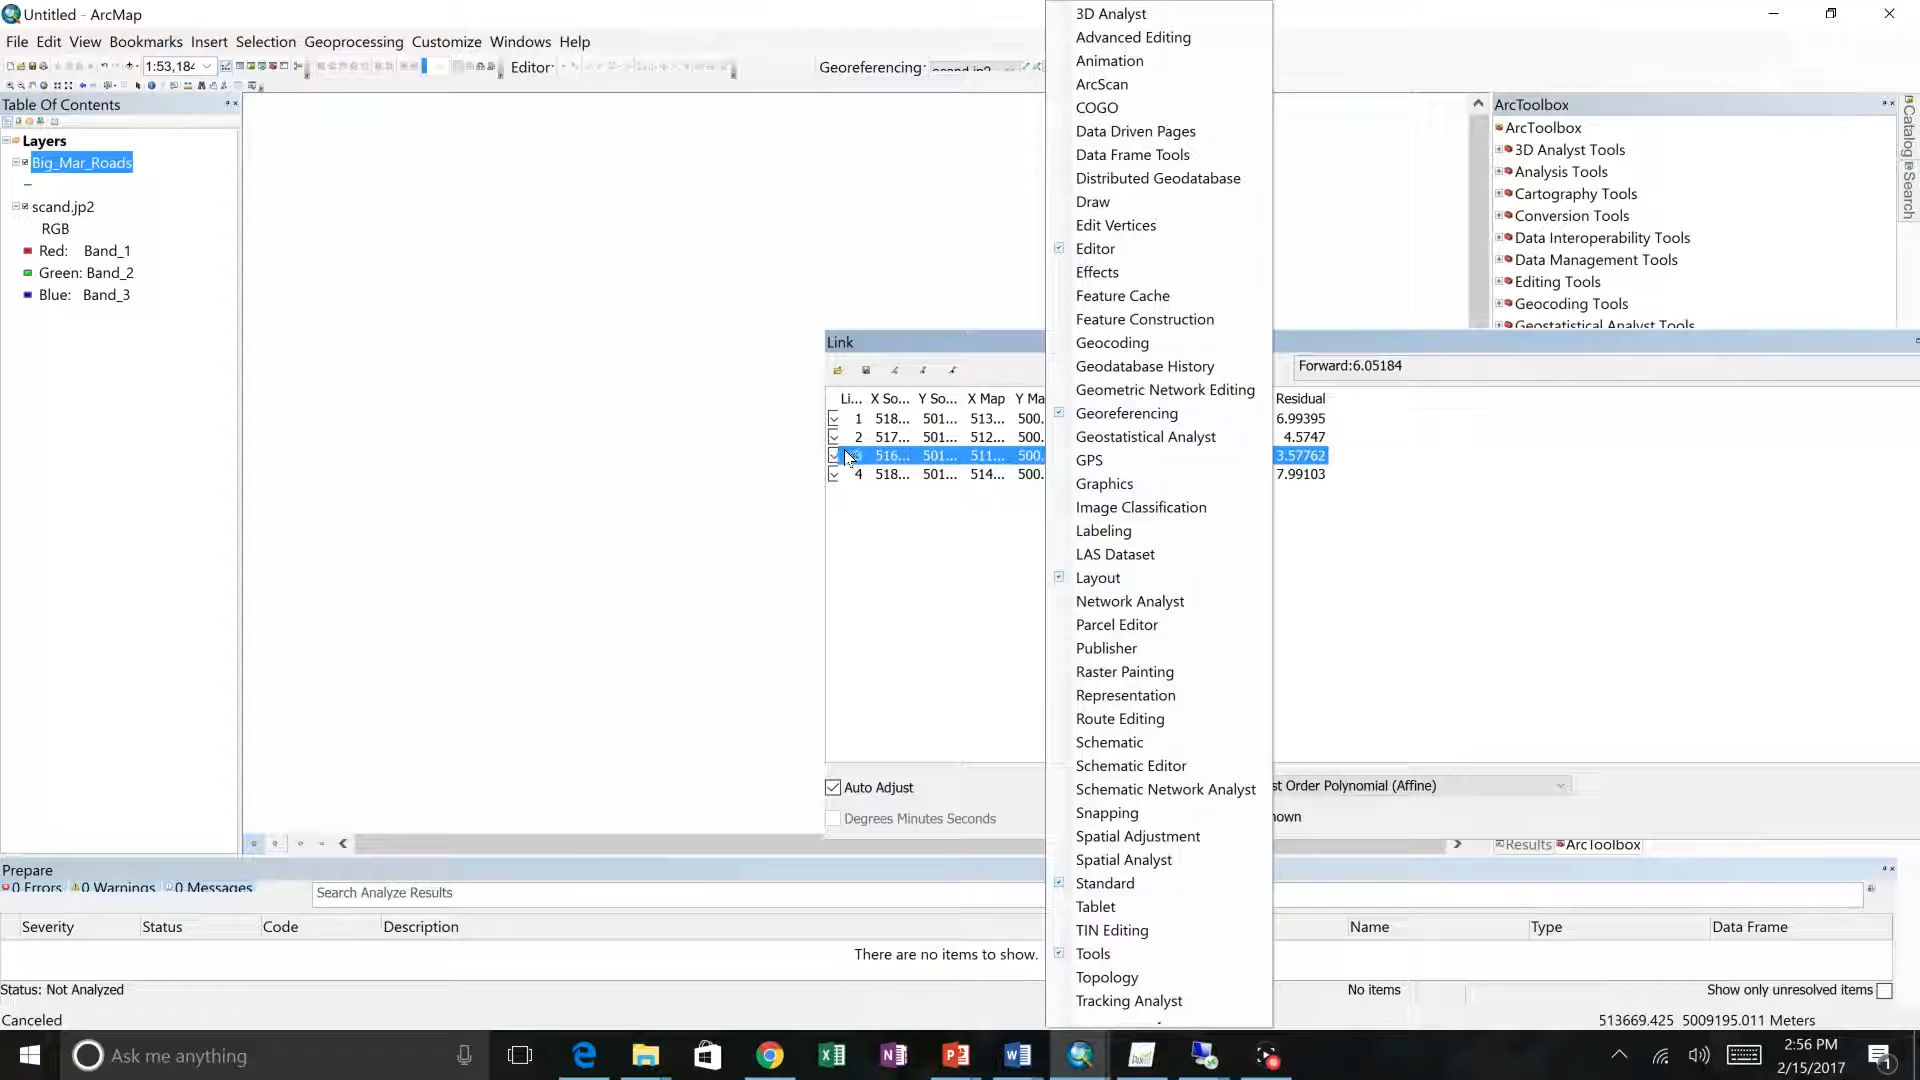 Untitled - ArcMap
File Edit View Bookmarks Insert Selection Geoprocessing Customize Windows Help
1:53,184 Editor Georeferencing
Table Of Contents
Layers
Big_Mar_Roads
scand.jp2
RGB
Red: Band_1
Green: Band_2
Blue: Band_3
3D Analyst
Advanced Editing
Animation
ArcScan
COGO
Data Driven Pages
Data Frame Tools
Distributed Geodatabase
Draw
Edit Vertices
Editor
Effects
Feature Cache
Feature Construction
Geocoding
Geodatabase History
Geometric Network Editing
Georeferencing
Geostatistical Analyst
GPS
Graphics
Image Classification
Labeling
LAS Dataset
Layout
Network Analyst
Parcel Editor
Publisher
Raster Painting
Representation
Route Editing
Schematic
Schematic Editor
Schematic Network Analyst
Snapping
Spatial Adjustment
Spatial Analyst
Standard
Tablet
TIN Editing
Tools
Topology
Tracking Analyst
ArcToolbox
ArcToolbox
3D Analyst Tools
Analysis Tools
Cartography Tools
Conversion Tools
Data Interoperability Tools
Data Management Tools
Editing Tools
Geocoding Tools
Geostatistical Analyst Tools
Catalog
Search
Link
Forward:6.05184
Li... X So... Y So... X Map Y Ma Residual
1 518... 501... 513... 500. 6.99395
2 517... 501... 512... 500. 4.5747
516... 501... 511... 500. 3.57762
4 518... 501... 514... 500. 7.99103
Auto Adjust
st Order Polynomial (Affine)
Degrees Minutes Seconds
own
Results ArcToolbox
Prepare
0 Errors 0 Warnings 0 Messages
Search Analyze Results
Severity Status Code Description Name Type Data Frame
There are no items to show.
Status: Not Analyzed
No items
Show only unresolved items
Canceled
513669.425 5009195.011 Meters
Ask me anything
2:56 PM
2/15/2017
1